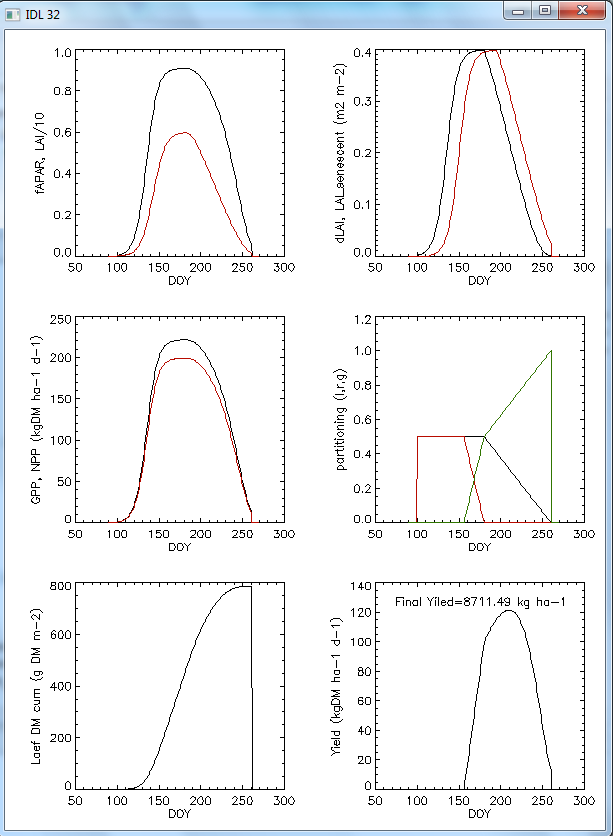 IDL 32
fAPAR, LAI/10
1.0
0.8
0.6
0.4
0.2
0.0
50 100 150 200 250 300
DOY
dLAI, LAI_senescent (m2 m-2)
0.4
0.3
0.2
0.1
0.0
50 100 150 200 250 300
DOY
GPP, NPP (kgDM ha-1 d-1)
250
200
150
100
50
0
50 100 150 200 250 300
DOY
partitioning (l,r,g)
1.2
1.0
0.8
0.6
0.4
0.2
0.0
50 100 150 200 250 300
DOY
Laef DM cum (g DM m-2)
800
600
400
200
0
50 100 150 200 250 300
DOY
Yield (kgDM ha-1 d-1)
140
120
100
80
60
40
20
0
Final Yiled=8711.49 kg ha-1
50 100 150 200 250 300
DOY